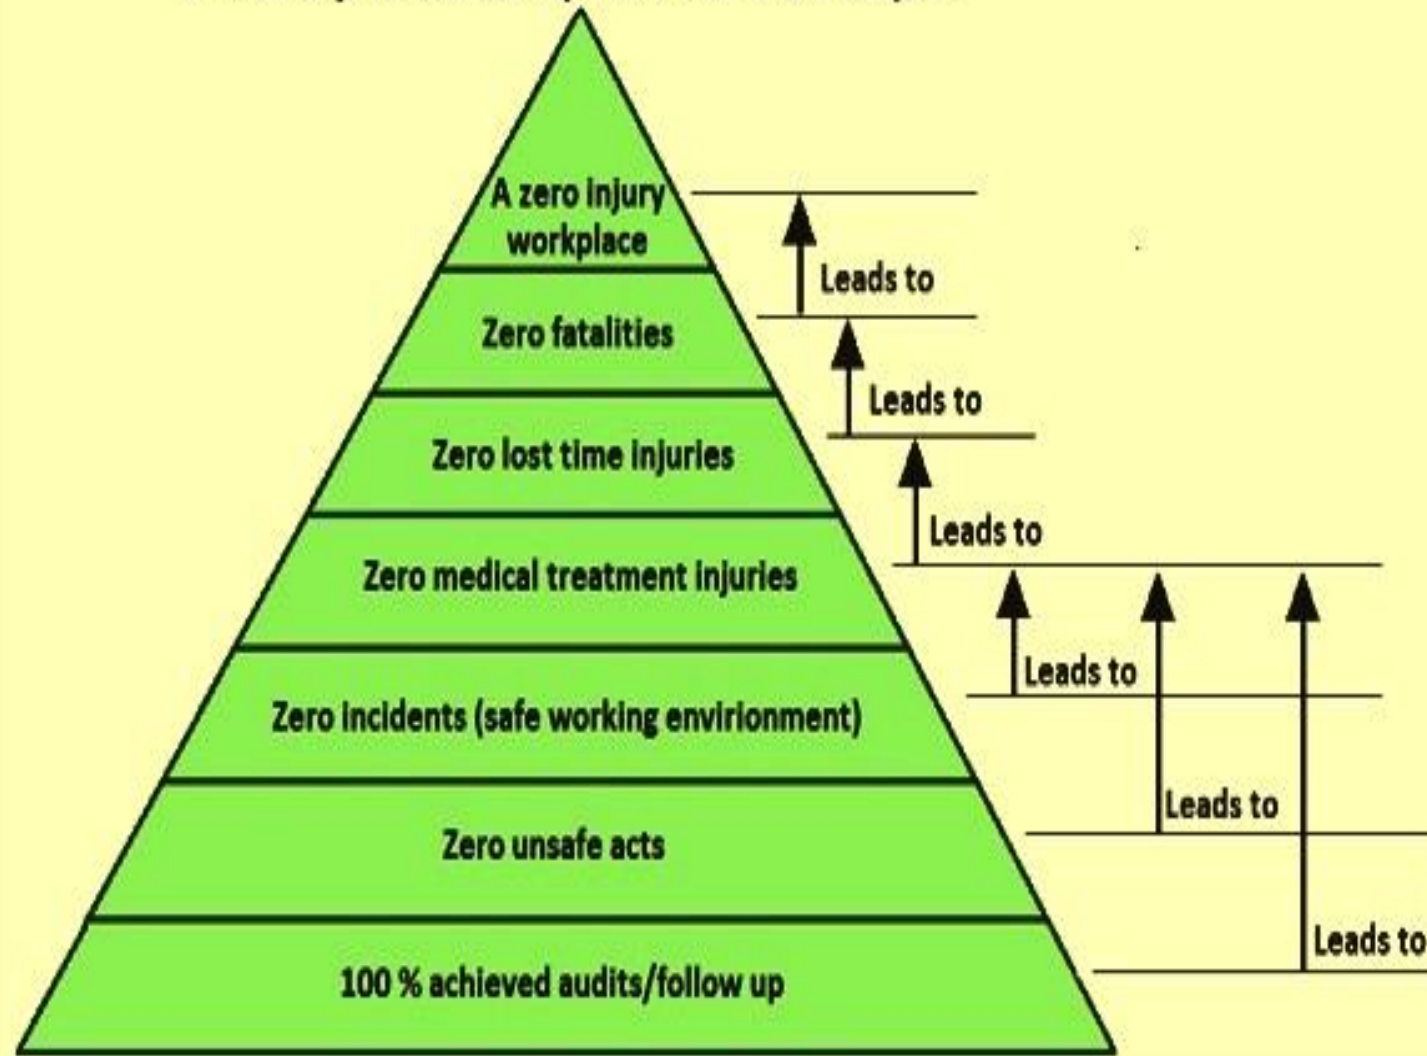 A zero injury
workplace
Leads to
Zero fatalities
Leads to
Zero lost time injuries
Leads to
Zero medical treatment injuries
Leads to
Zero incidents (safe working envirionment)
Leads to
Zero unsafe acts
Leads to
100 % achieved audits/follow up